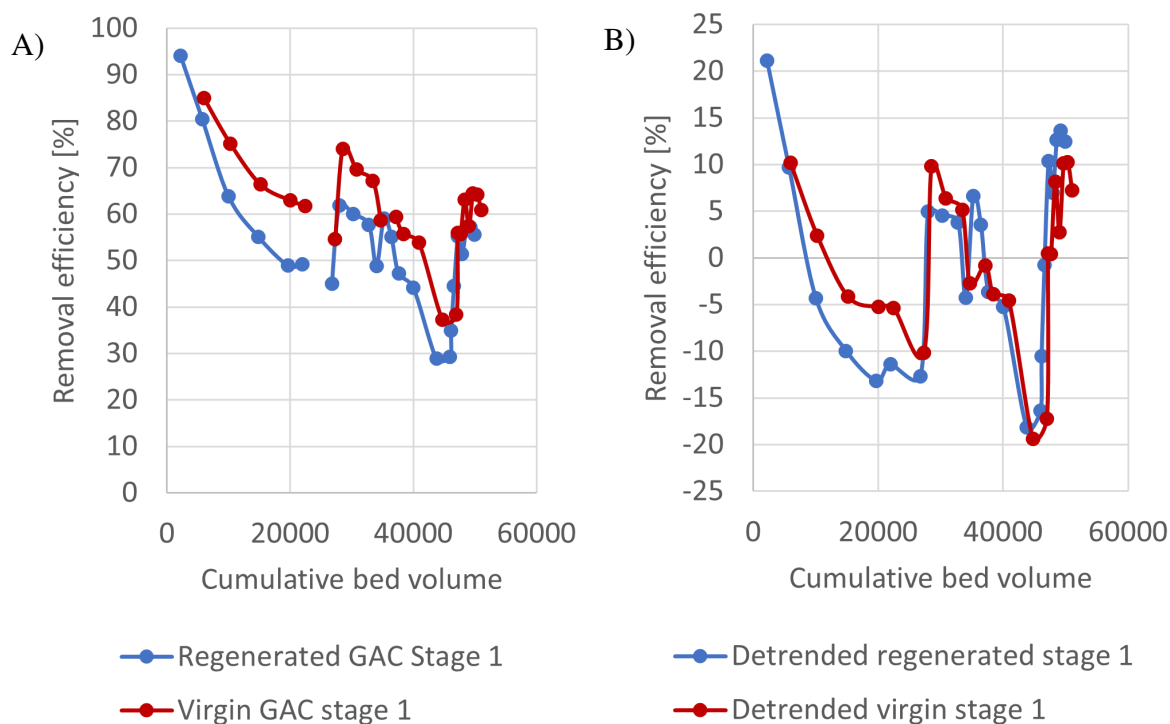 A)
Removal efficiency [%]
100
90
80
70
60
50
40
30
20
10
0
0 20000 40000 60000
Cumulative bed volume
Regenerated GAC Stage 1
Virgin GAC stage 1
B)
Removal efficiency [%]
25
20
15
10
5
0
-5
-10
-15
-20
-25
0 20000 40000 60000
Cumulative bed volume
Detrended regenerated stage 1
Detrended virgin stage 1